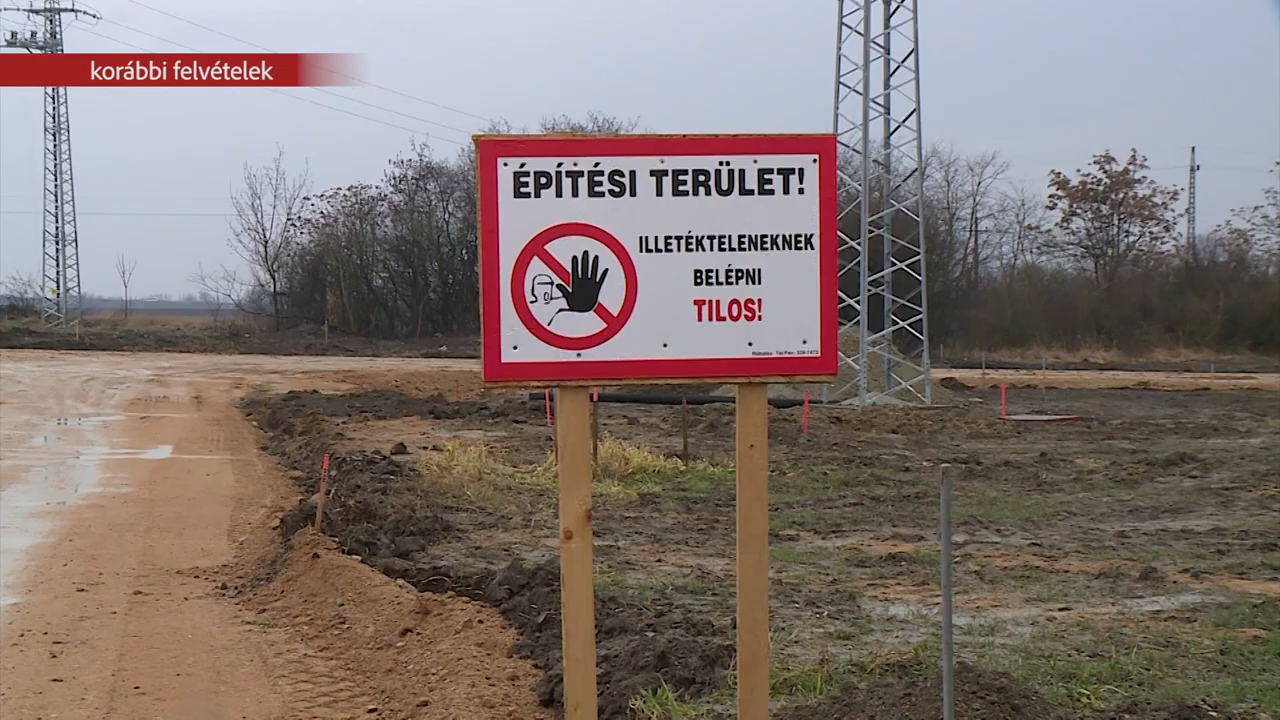 korábbi felvételek
ÉPÍTÉSI TERÜLET!
ILLETÉKTELENEKNEK
BELÉPNI
TILOS!